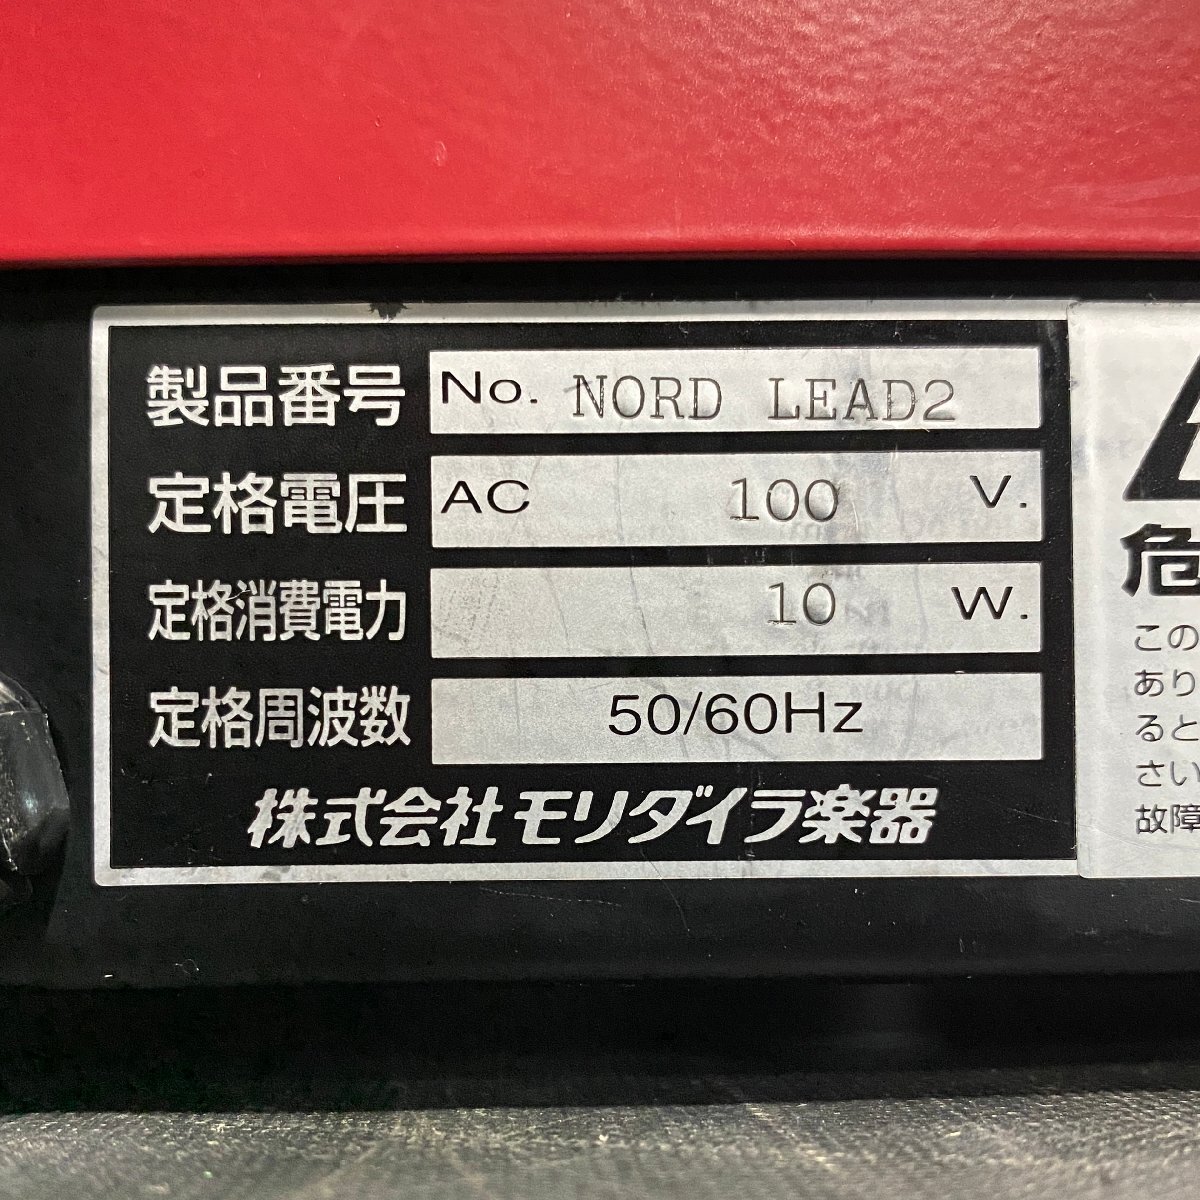 製品番号 No. NORD LEAD2
定格電圧 AC 100 V.
定格消費電力 10 W.
定格周波数 50/60Hz
株式会社モリダイラ楽器
危
この
あり
ると
さい
故障